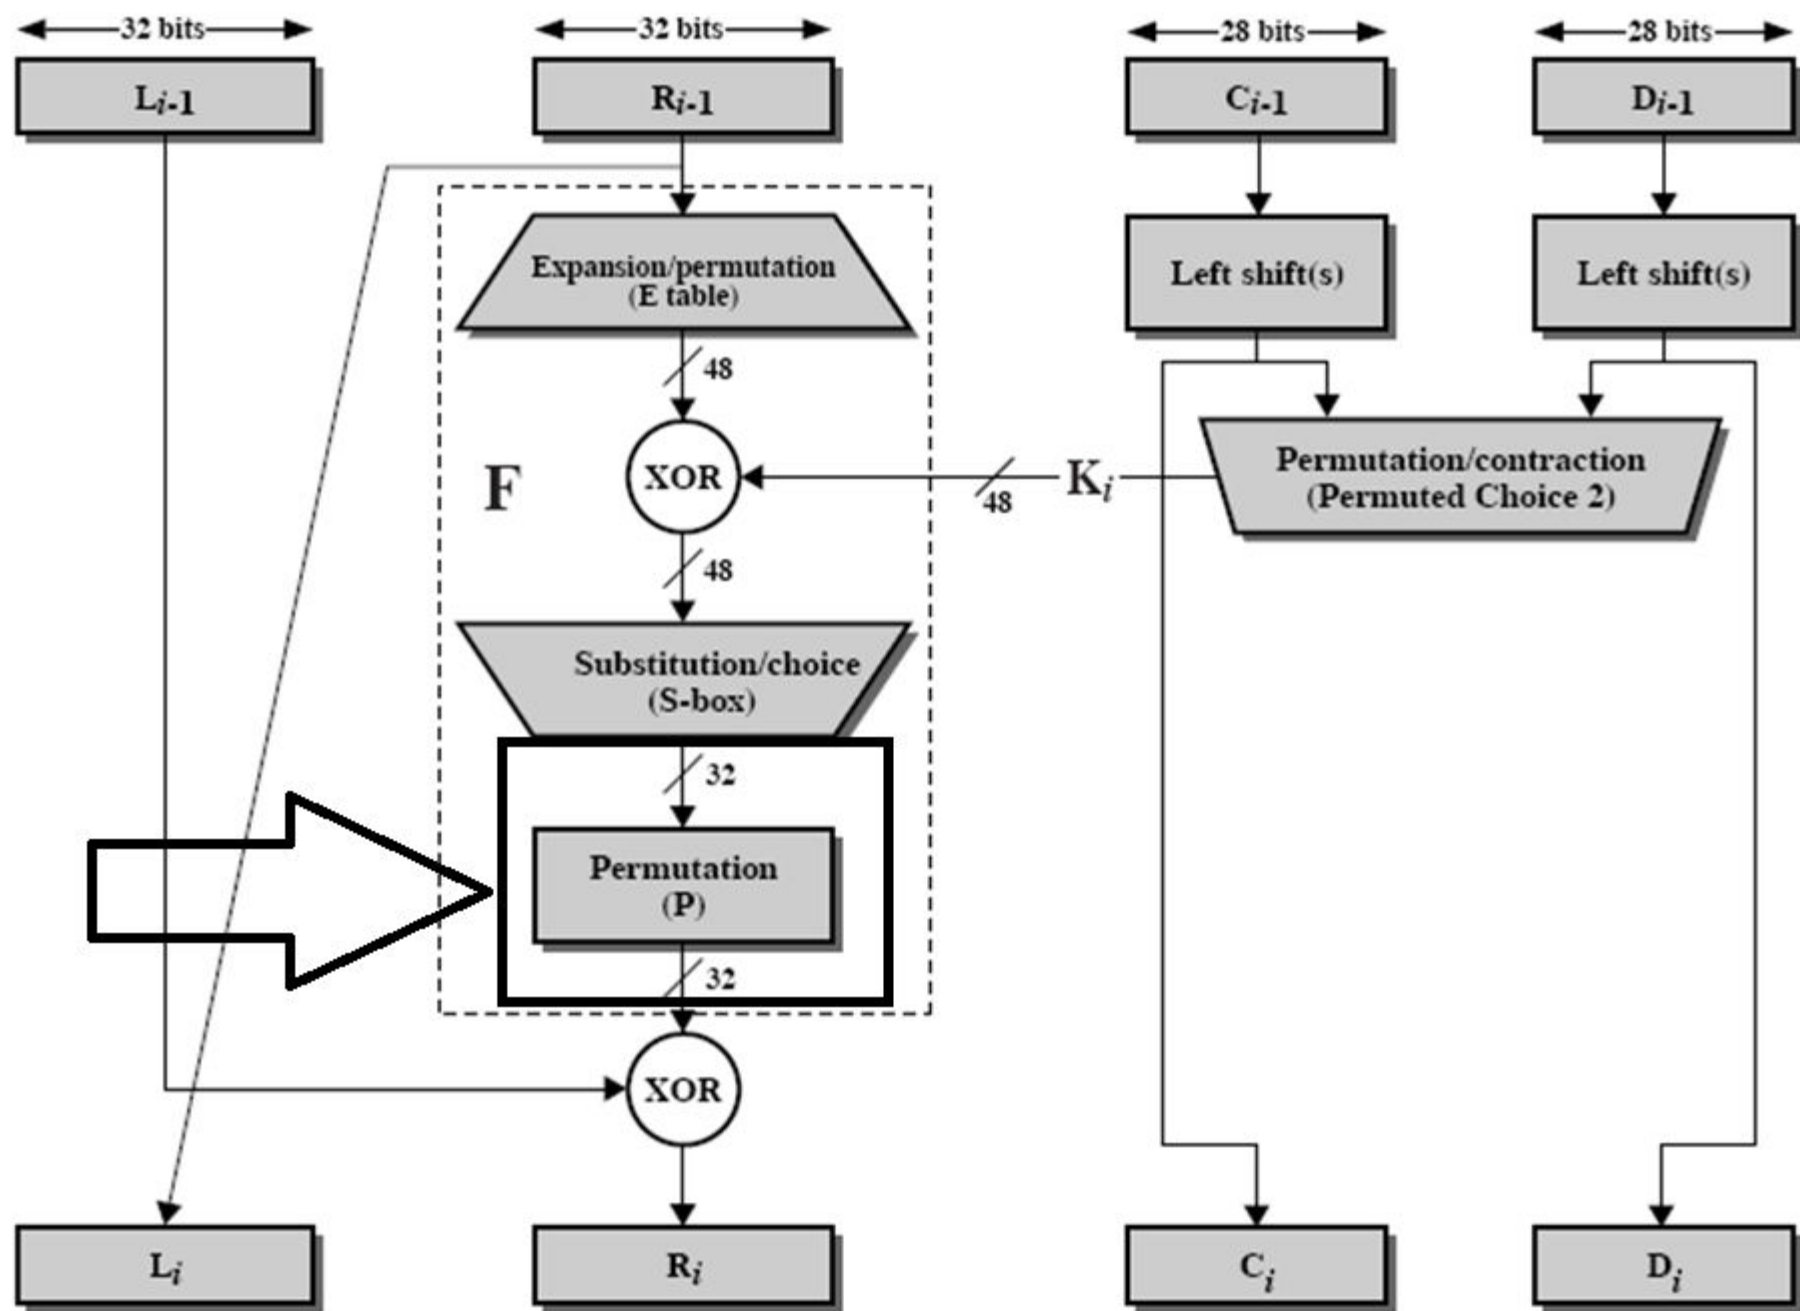 32 bits
32 bits
28 bits
28 bits
Li-1
Ri-1
Ci-1
Di-1
Expansion/permutation
(E table)
Left shift(s)
Left shift(s)
48
F
XOR
48
Ki
Permutation/contraction
(Permuted Choice 2)
48
Substitution/choice
(S-box)
32
Permutation
(P)
32
XOR
Li
Ri
Ci
Di